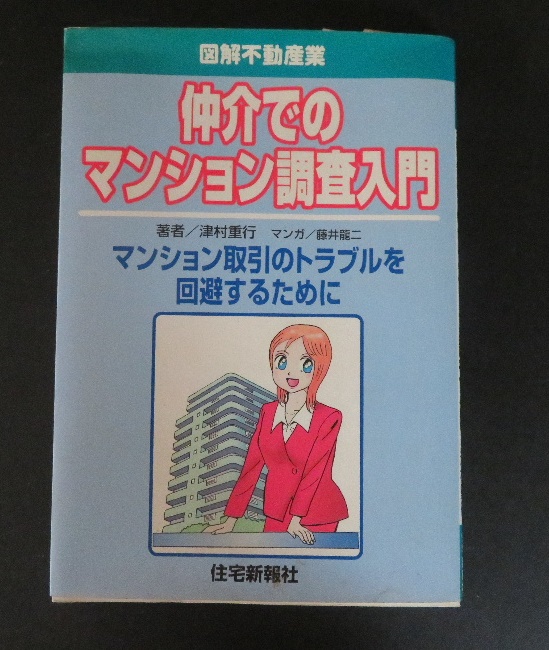 図解不動産業
仲介での
マンション調査入門
著者／津村重行 マンガ／藤井龍二
マンション取引のトラブルを
回避するために
住宅新報社